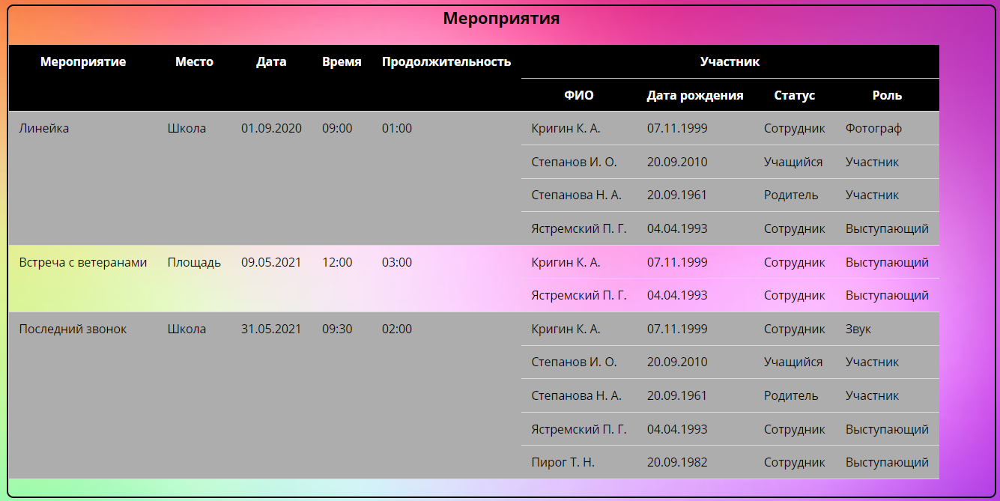 Мероприятия
Мероприятие Место Дата Время Продолжительность Участник
ФИО Дата рождения Статус Роль
Линейка Школа 01.09.2020 09:00 01:00 Кригин К. А. 07.11.1999 Сотрудник Фотограф
Степанов И. О. 20.09.2010 Учащийся Участник
Степанова Н. А. 20.09.1961 Родитель Участник
Ястремский П. Г. 04.04.1993 Сотрудник Выступающий
Встреча с ветеранами Площадь 09.05.2021 12:00 03:00 Кригин К. А. 07.11.1999 Сотрудник Выступающий
Ястремский П. Г. 04.04.1993 Сотрудник Выступающий
Последний звонок Школа 31.05.2021 09:30 02:00 Кригин К. А. 07.11.1999 Сотрудник Звук
Степанов И. О. 20.09.2010 Учащийся Участник
Степанова Н. А. 20.09.1961 Родитель Участник
Ястремский П. Г. 04.04.1993 Сотрудник Выступающий
Пирог Т. Н. 20.09.1982 Сотрудник Выступающий